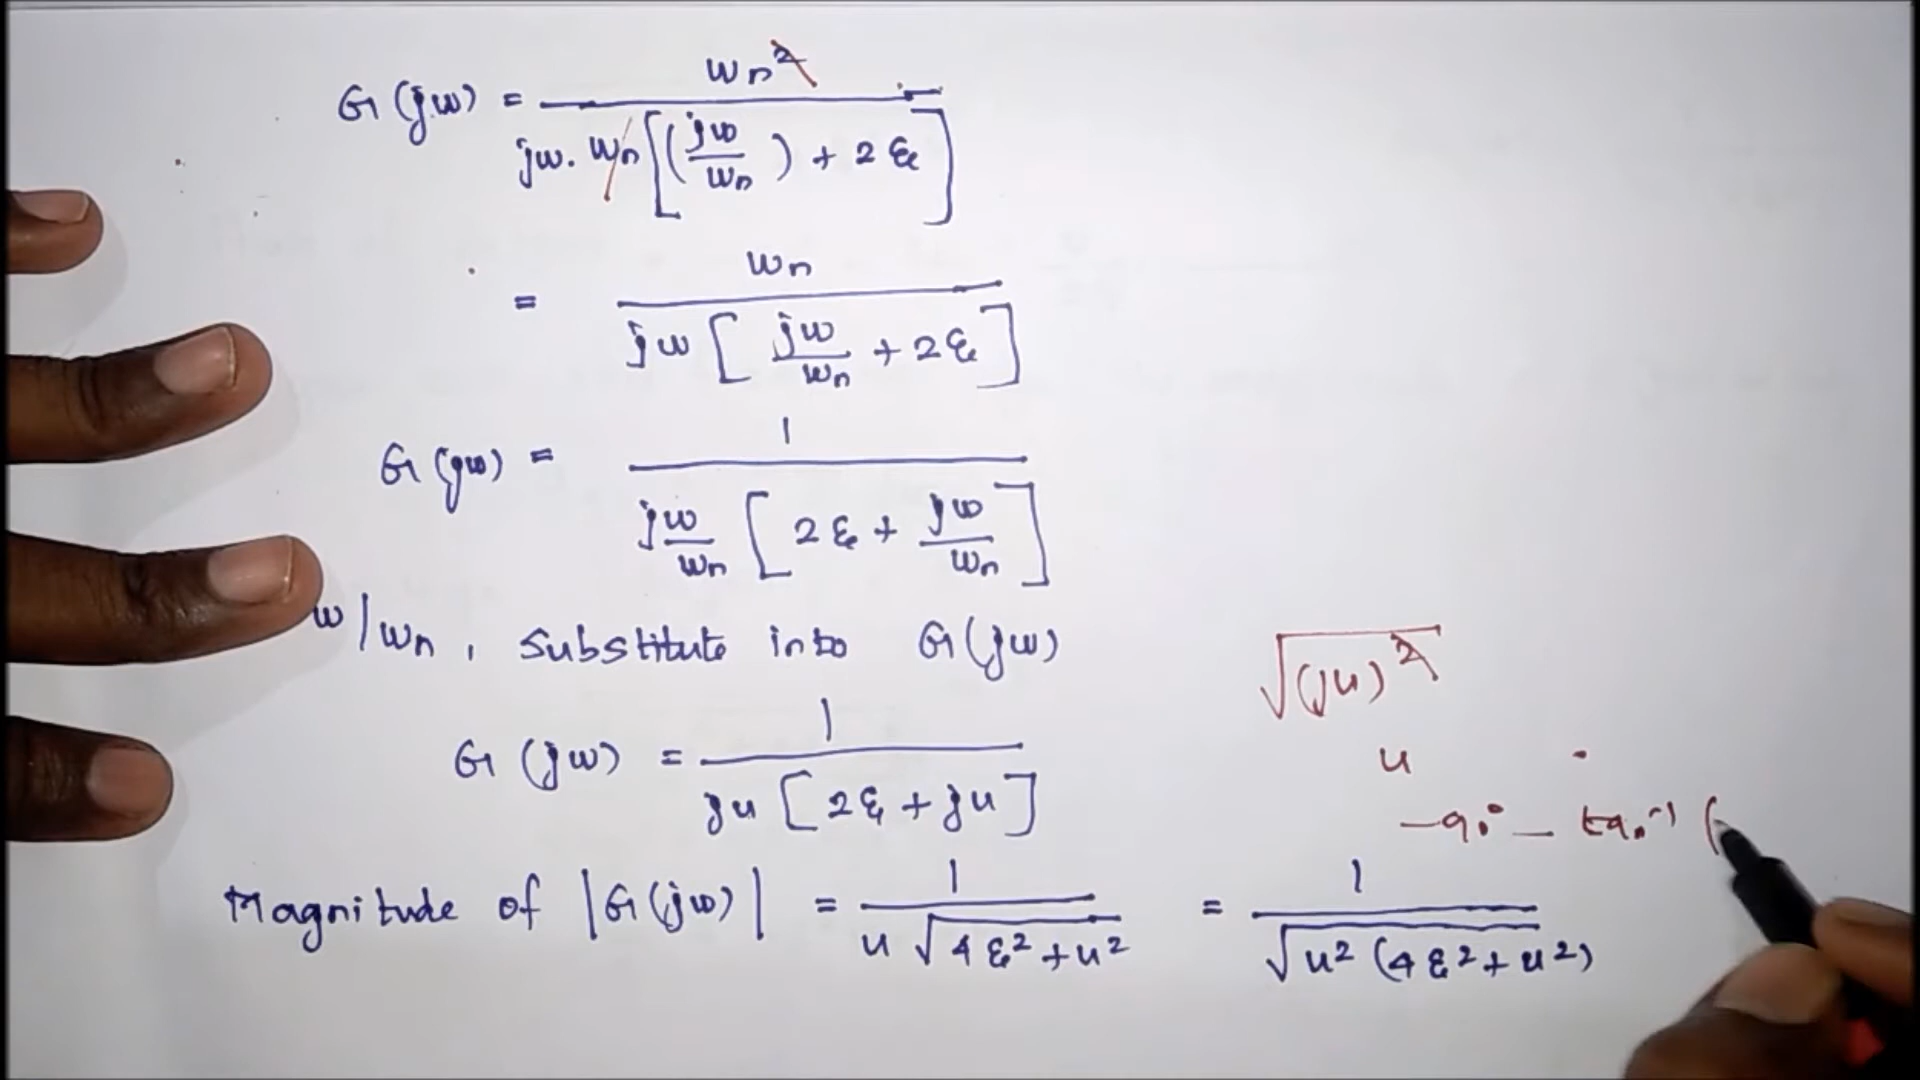 G(jω) = ωn² / jω. ωn [(jω/ωn) + 2ξ]
= ωn / jω [jω/ωn + 2ξ]
G(jω) = 1 / jω/ωn [2ξ + jω/ωn]
ω/ωn, Substitute into G(jω)
√(ju)²
G(jω) = 1 / ju [2ξ + ju]
u
-90° - tan⁻¹ (
Magnitude of |G(jω)| = 1 / u √4ξ²+u² = 1 / √u² (4ξ²+u²)